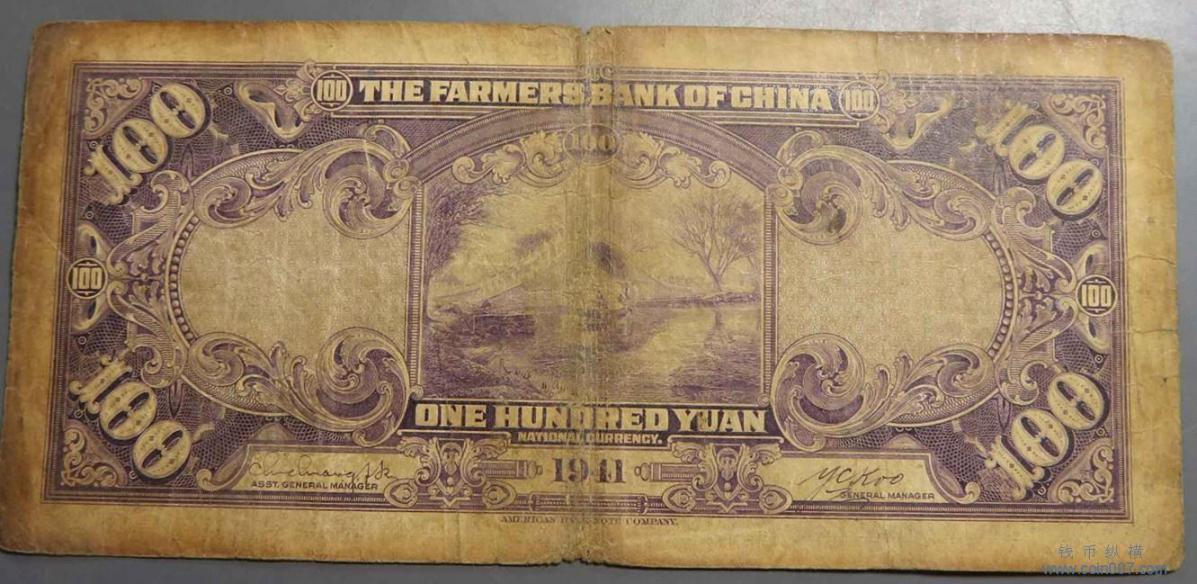 100 THE FARMERS BANK OF CHINA 100
100 100 100
100 100
ONE HUNDRED YUAN
NATIONAL CURRENCY.
100 100
1941
Y C Koo
ASST. GENERAL MANAGER GENERAL MANAGER
AMERICAN BANK NOTE COMPANY.
钱币纵横
www.coin007.com